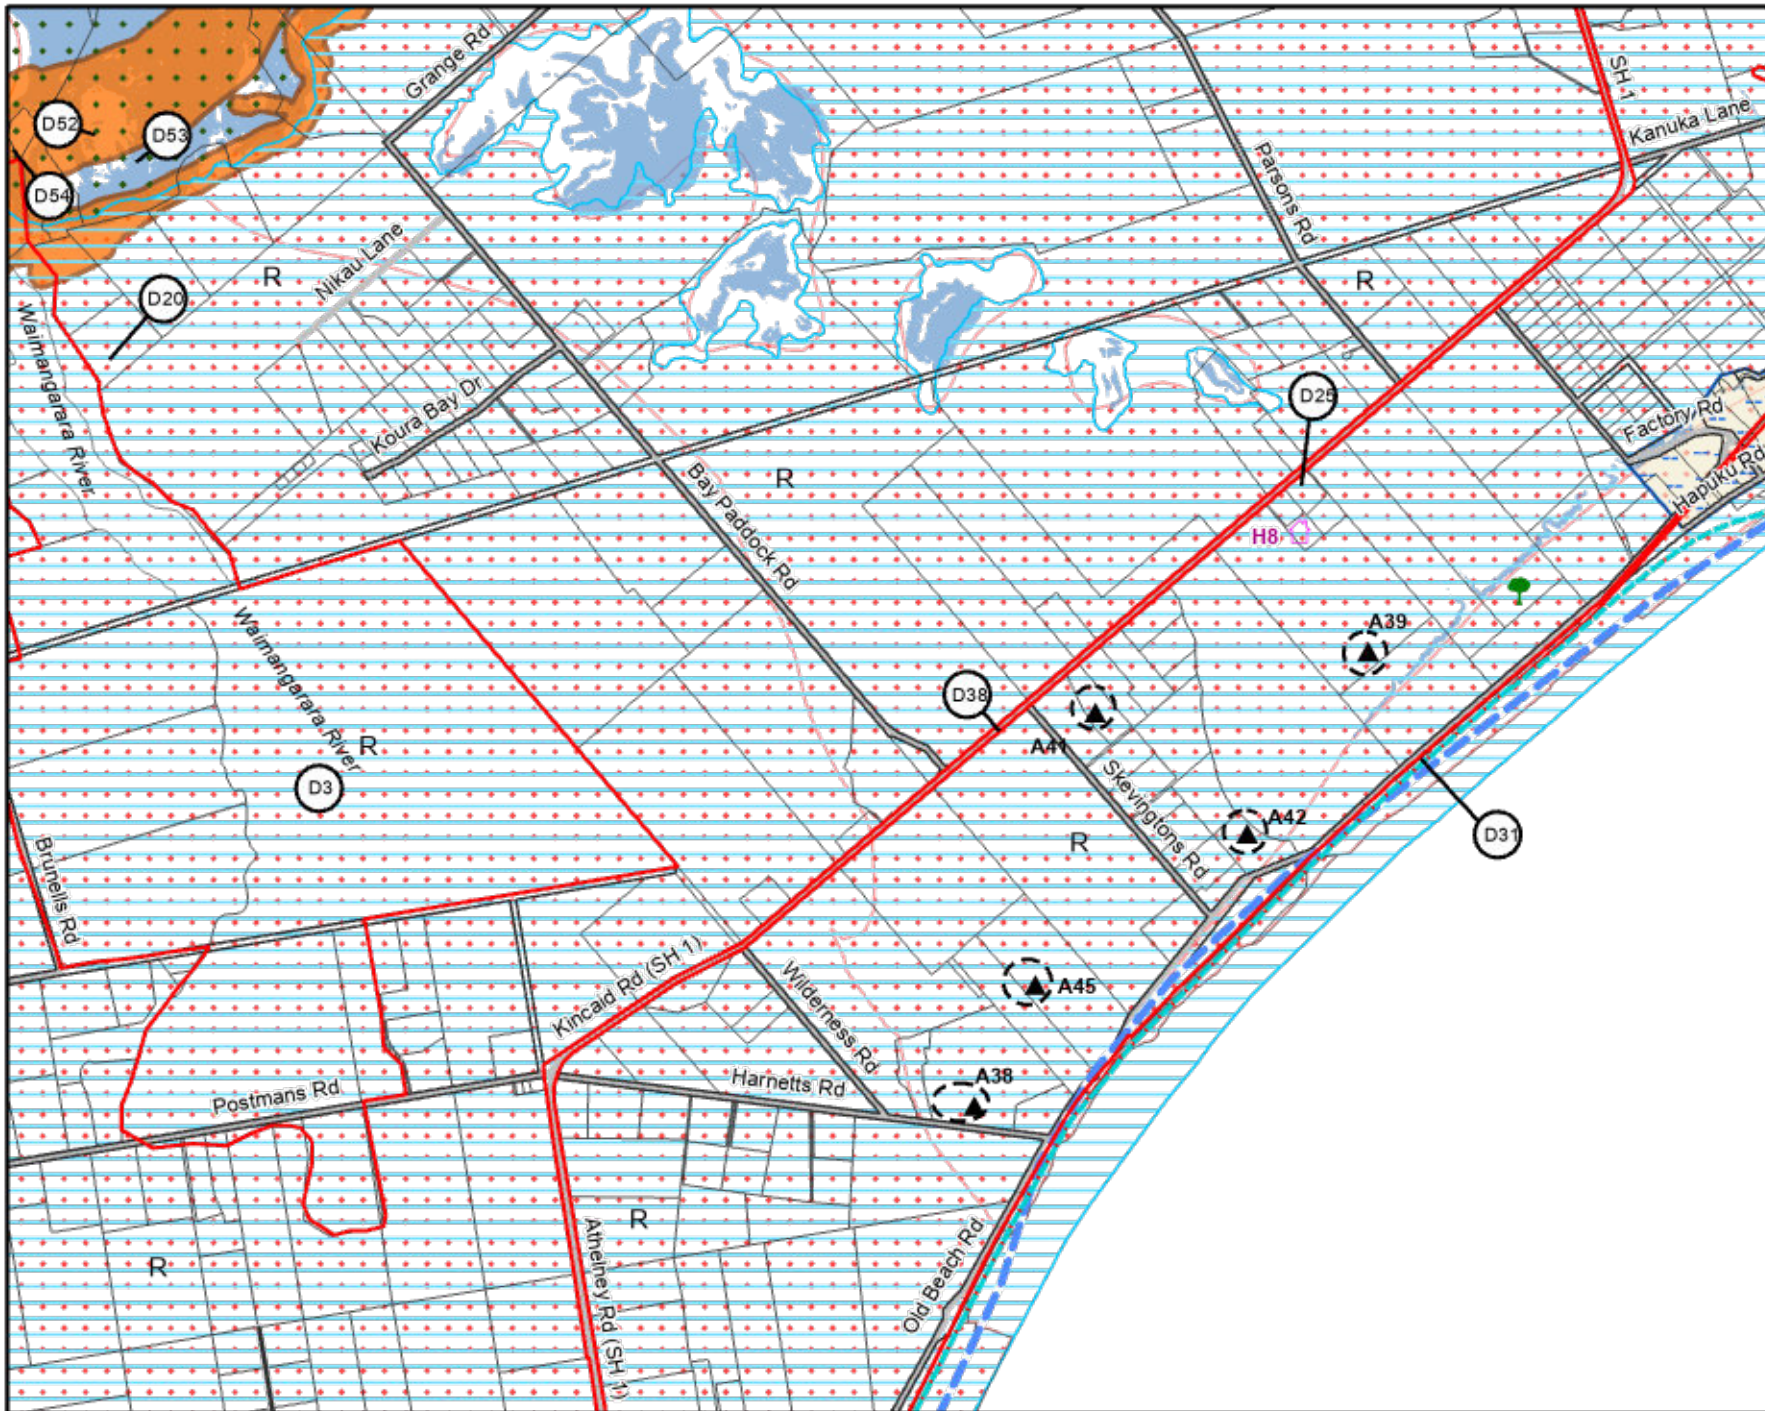 Grange Rd
SH 1
Kanuka Lane
D52
D53
D54
Parsons Rd
Nikau Lane
R
R
D20
Waimangarara River
Koura Bay Dr
D25
Factory Rd
Hapuku Rd
R
Bay Paddock Rd
H8
Waimangarara River
A39
D38
R
A41
D3
Skevingtons Rd
A42
D31
R
Brunells Rd
Kincaid Rd (SH 1)
Wilderness Rd
A45
Postmans Rd
Harnetts Rd
A38
R
R
Athelney Rd (SH 1)
Old Beach Rd